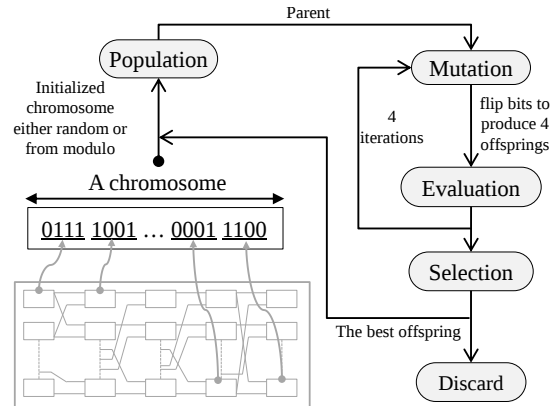 Parent
Population
Mutation
Initialized
chromosome
either random or
from modulo
4
iterations
flip bits to
produce 4
offsprings
A chromosome
Evaluation
0111 1001 … 0001 1100
Selection
The best offspring
Discard